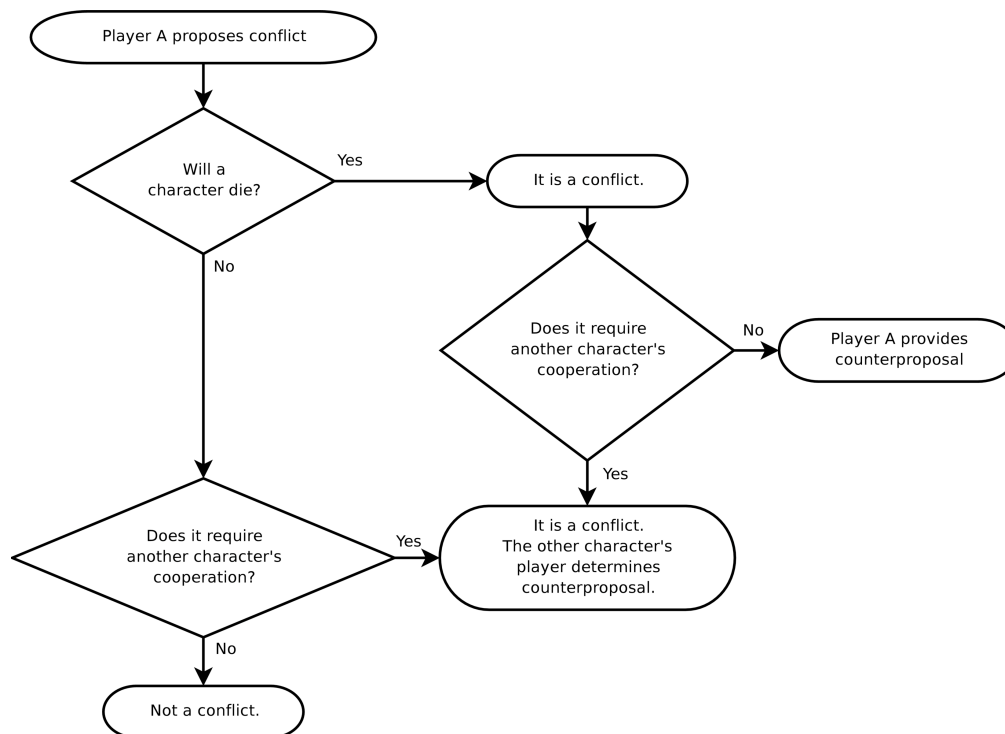 Player A proposes conflict
Will a
character die?
Yes
It is a conflict.
No
Does it require
another character's
cooperation?
No
Player A provides
counterproposal
Yes
Does it require
another character's
cooperation?
Yes
It is a conflict.
The other character's
player determines
counterproposal.
No
Not a conflict.